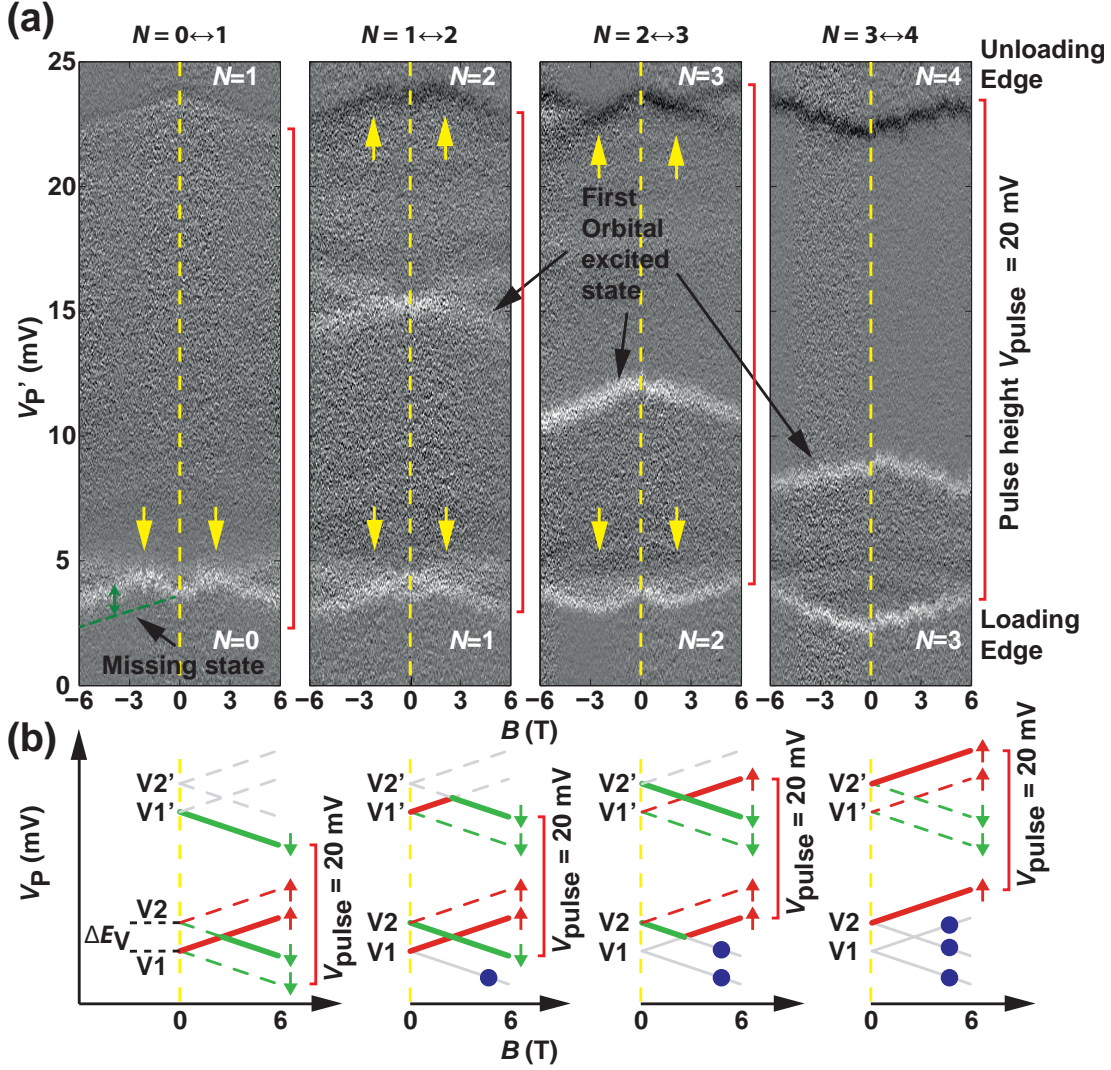 (a)
N = 0↔1
N = 1↔2
N = 2↔3
N = 3↔4
25
20
15
10
5
0
VP' (mV)
N=1
N=2
N=3
N=4
Unloading
Edge
First
Orbital
excited
state
Pulse height Vpulse = 20 mV
Missing state
N=0
N=1
N=2
N=3
Loading
Edge
−6 −3 0 3 6
−6 −3 0 3 6
−6 −3 0 3 6
−6 −3 0 3 6
B (T)
(b)
VP (mV)
V2'
V1'
V2
ΔEV
V1
Vpulse = 20 mV
0 6
V2'
V1'
V2
V1
Vpulse = 20 mV
0 6
V2'
V1'
V2
V1
Vpulse = 20 mV
0 6
V2'
V1'
V2
V1
Vpulse = 20 mV
0 6
B (T)
B (T)